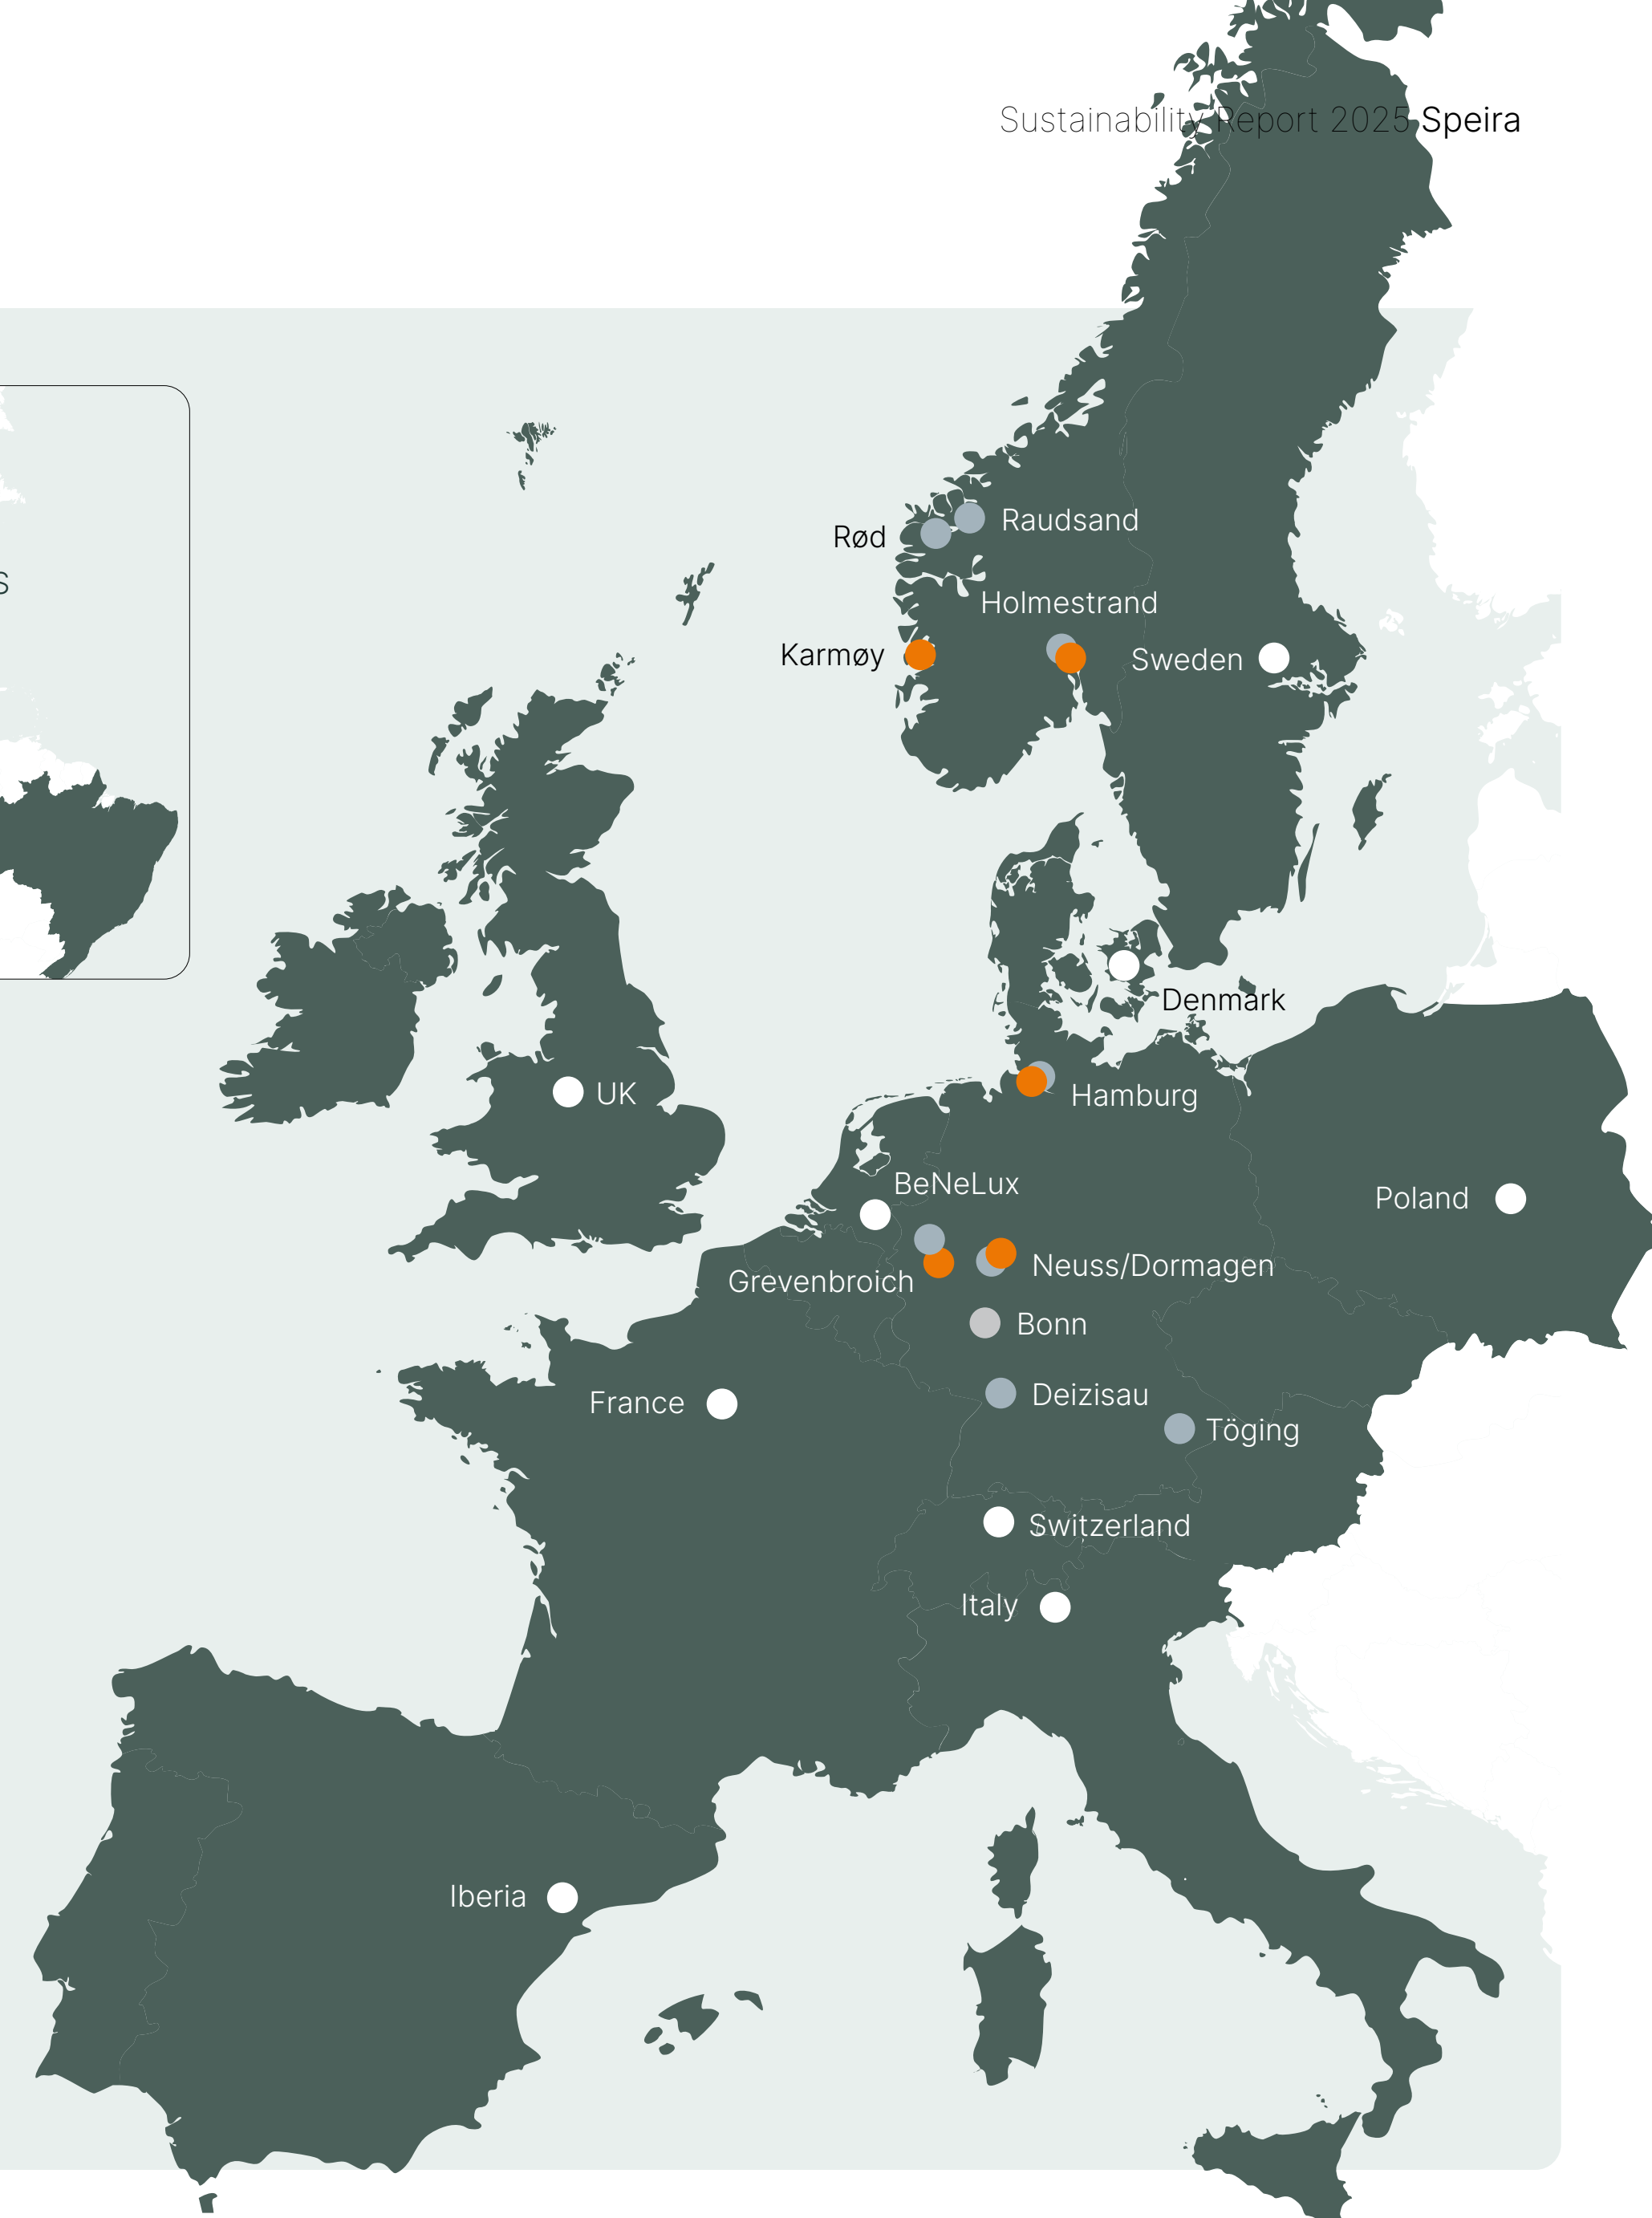 Sustainability Report 2025 Speira
Raudsand
Rød
s
Holmestrand
Karmøy
Sweden
Denmark
UK
Hamburg
BeNeLux
Poland
Neuss/Dormagen
Grevenbroich
Bonn
Deizisau
France
Töging
Switzerland
Italy
Iberia